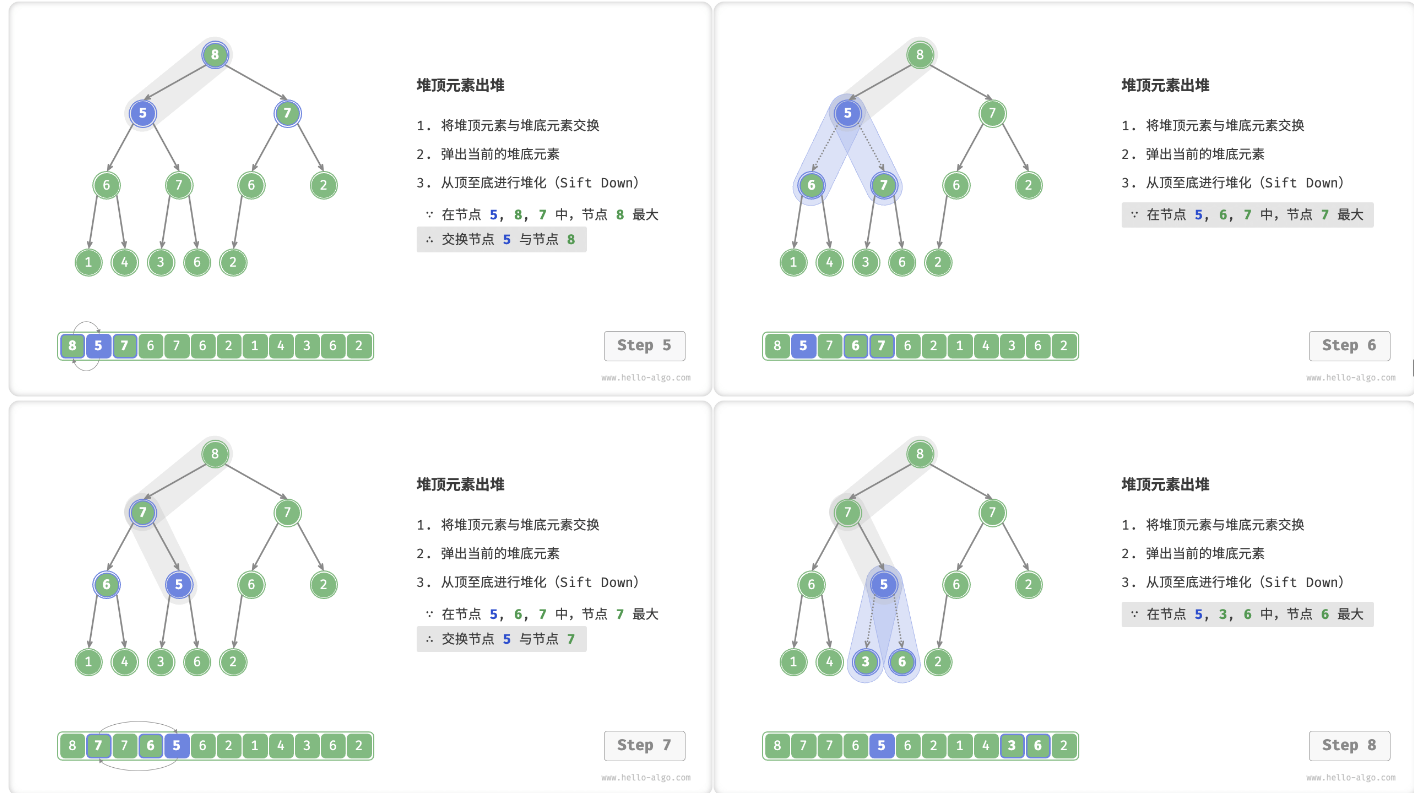 8
5 7
6 7 6 2
1 4 3 6 2
堆顶元素出堆
1. 将堆顶元素与堆底元素交换
2. 弹出当前的堆底元素
3. 从顶至底进行堆化（Sift Down）
∵ 在节点 5, 8, 7 中，节点 8 最大
∴ 交换节点 5 与节点 8
8 5 7 6 7 6 2 1 4 3 6 2
Step 5
www.hello-algo.com
8
5 7
6 7 6 2
1 4 3 6 2
堆顶元素出堆
1. 将堆顶元素与堆底元素交换
2. 弹出当前的堆底元素
3. 从顶至底进行堆化（Sift Down）
∵ 在节点 5, 6, 7 中，节点 7 最大
8 5 7 6 7 6 2 1 4 3 6 2
Step 6
www.hello-algo.com
8
7 7
6 5 6 2
1 4 3 6 2
堆顶元素出堆
1. 将堆顶元素与堆底元素交换
2. 弹出当前的堆底元素
3. 从顶至底进行堆化（Sift Down）
∵ 在节点 5, 6, 7 中，节点 7 最大
∴ 交换节点 5 与节点 7
8 7 7 6 5 6 2 1 4 3 6 2
Step 7
www.hello-algo.com
8
7 7
6 5 6 2
1 4 3 6 2
堆顶元素出堆
1. 将堆顶元素与堆底元素交换
2. 弹出当前的堆底元素
3. 从顶至底进行堆化（Sift Down）
∵ 在节点 5, 3, 6 中，节点 6 最大
8 7 7 6 5 6 2 1 4 3 6 2
Step 8
www.hello-algo.com